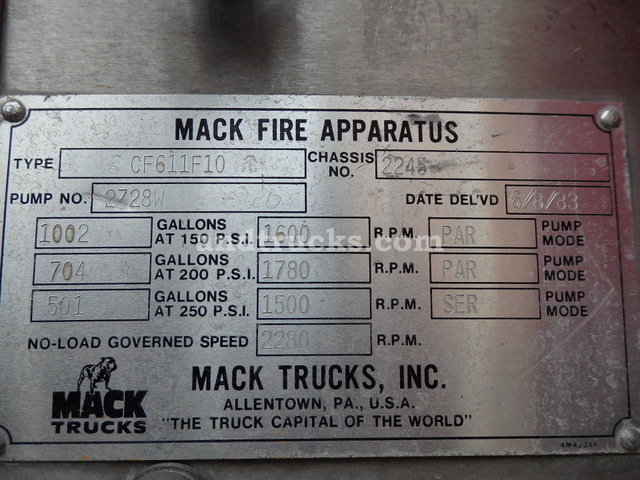 MACK FIRE APPARATUS
TYPE CF611F10 CHASSIS NO. 2245
PUMP NO. 2728W DATE DEL'VD 6/8/83
1002 GALLONS AT 150 P.S.I. 1600 R.P.M. PAR PUMP MODE
andtrucks.com
704 GALLONS AT 200 P.S.I. 1780 R.P.M. PAR PUMP MODE
501 GALLONS AT 250 P.S.I. 1500 R.P.M. SER PUMP MODE
NO-LOAD GOVERNED SPEED 2280 R.P.M.
MACK TRUCKS
MACK TRUCKS, INC.
ALLENTOWN, PA., U.S.A.
"THE TRUCK CAPITAL OF THE WORLD"